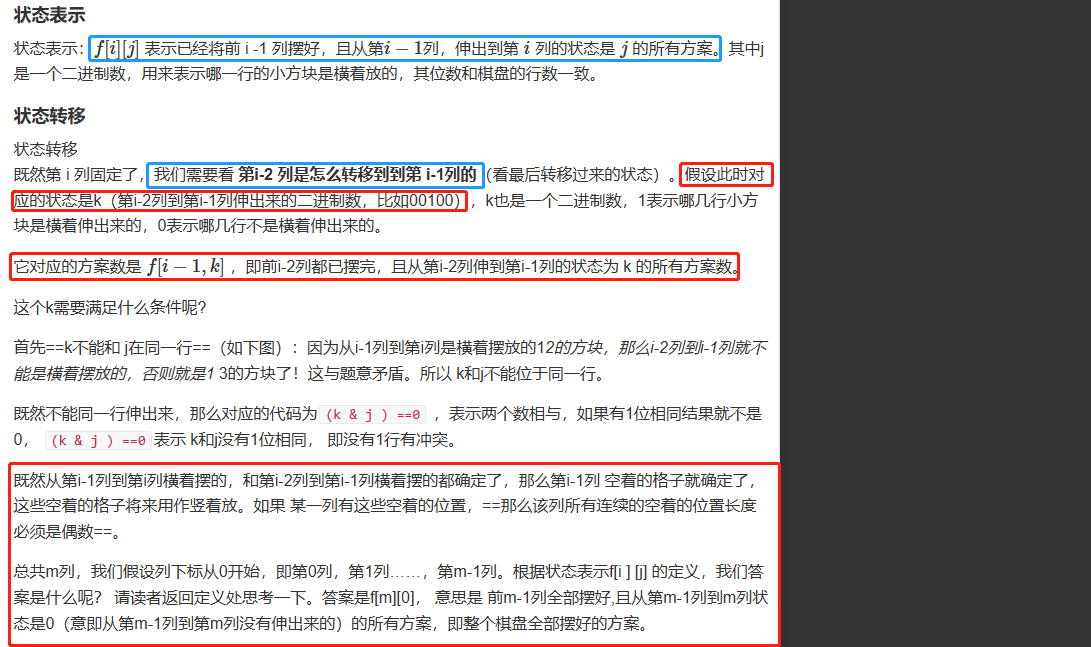 状态表示
状态表示：f[i][j] 表示已经将前 i -1 列摆好，且从第i − 1列，伸出到第 i 列的状态是 j 的所有方案。其中j
是一个二进制数，用来表示哪一行的小方块是横着放的，其位数和棋盘的行数一致。
状态转移
状态转移
既然第 i 列固定了，我们需要看 第i-2 列是怎么转移到到第 i-1列的（看最后转移过来的状态）。假设此时对
应的状态是k（第i-2列到第i-1列伸出来的二进制数，比如00100），k也是一个二进制数，1表示哪几行小方
块是横着伸出来的，0表示哪几行不是横着伸出来的。
它对应的方案数是 f[i − 1, k] ，即前i-2列都已摆完，且从第i-2列伸到第i-1列的状态为 k 的所有方案数。
这个k需要满足什么条件呢?
首先==k不能和 j在同一行==（如下图）：因为从i-1列到第i列是横着摆放的12的方块，那么i-2列到i-1列就不
能是横着摆放的，否则就是1 3的方块了！这与题意矛盾。所以 k和j不能位于同一行。
既然不能同一行伸出来，那么对应的代码为 (k & j ) ==0 ，表示两个数相与，如果有1位相同结果就不是
0， (k & j ) ==0 表示 k和j没有1位相同， 即没有1行有冲突。
既然从第i-1列到第i列横着摆的，和第i-2列到第i-1列横着摆的都确定了，那么第i-1列 空着的格子就确定了，
这些空着的格子将来用作竖着放。如果 某一列有这些空着的位置，==那么该列所有连续的空着的位置长度
必须是偶数==。
总共m列，我们假设列下标从0开始，即第0列，第1列……，第m-1列。根据状态表示f[i ] [j] 的定义，我们答
案是什么呢？ 请读者返回定义处思考一下。答案是f[m][0]， 意思是 前m-1列全部摆好,且从第m-1列到m列状
态是0（意即从第m-1列到第m列没有伸出来的）的所有方案，即整个棋盘全部摆好的方案。